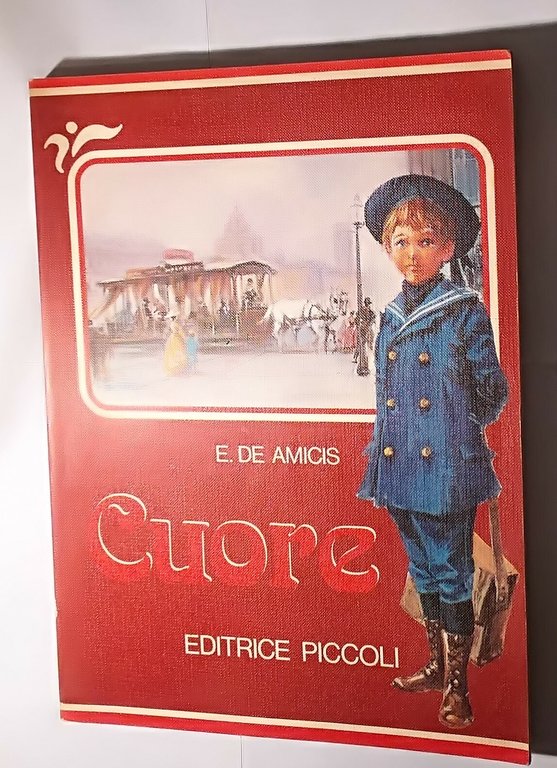 E. DE AMICIS
Cuore
EDITRICE PICCOLI